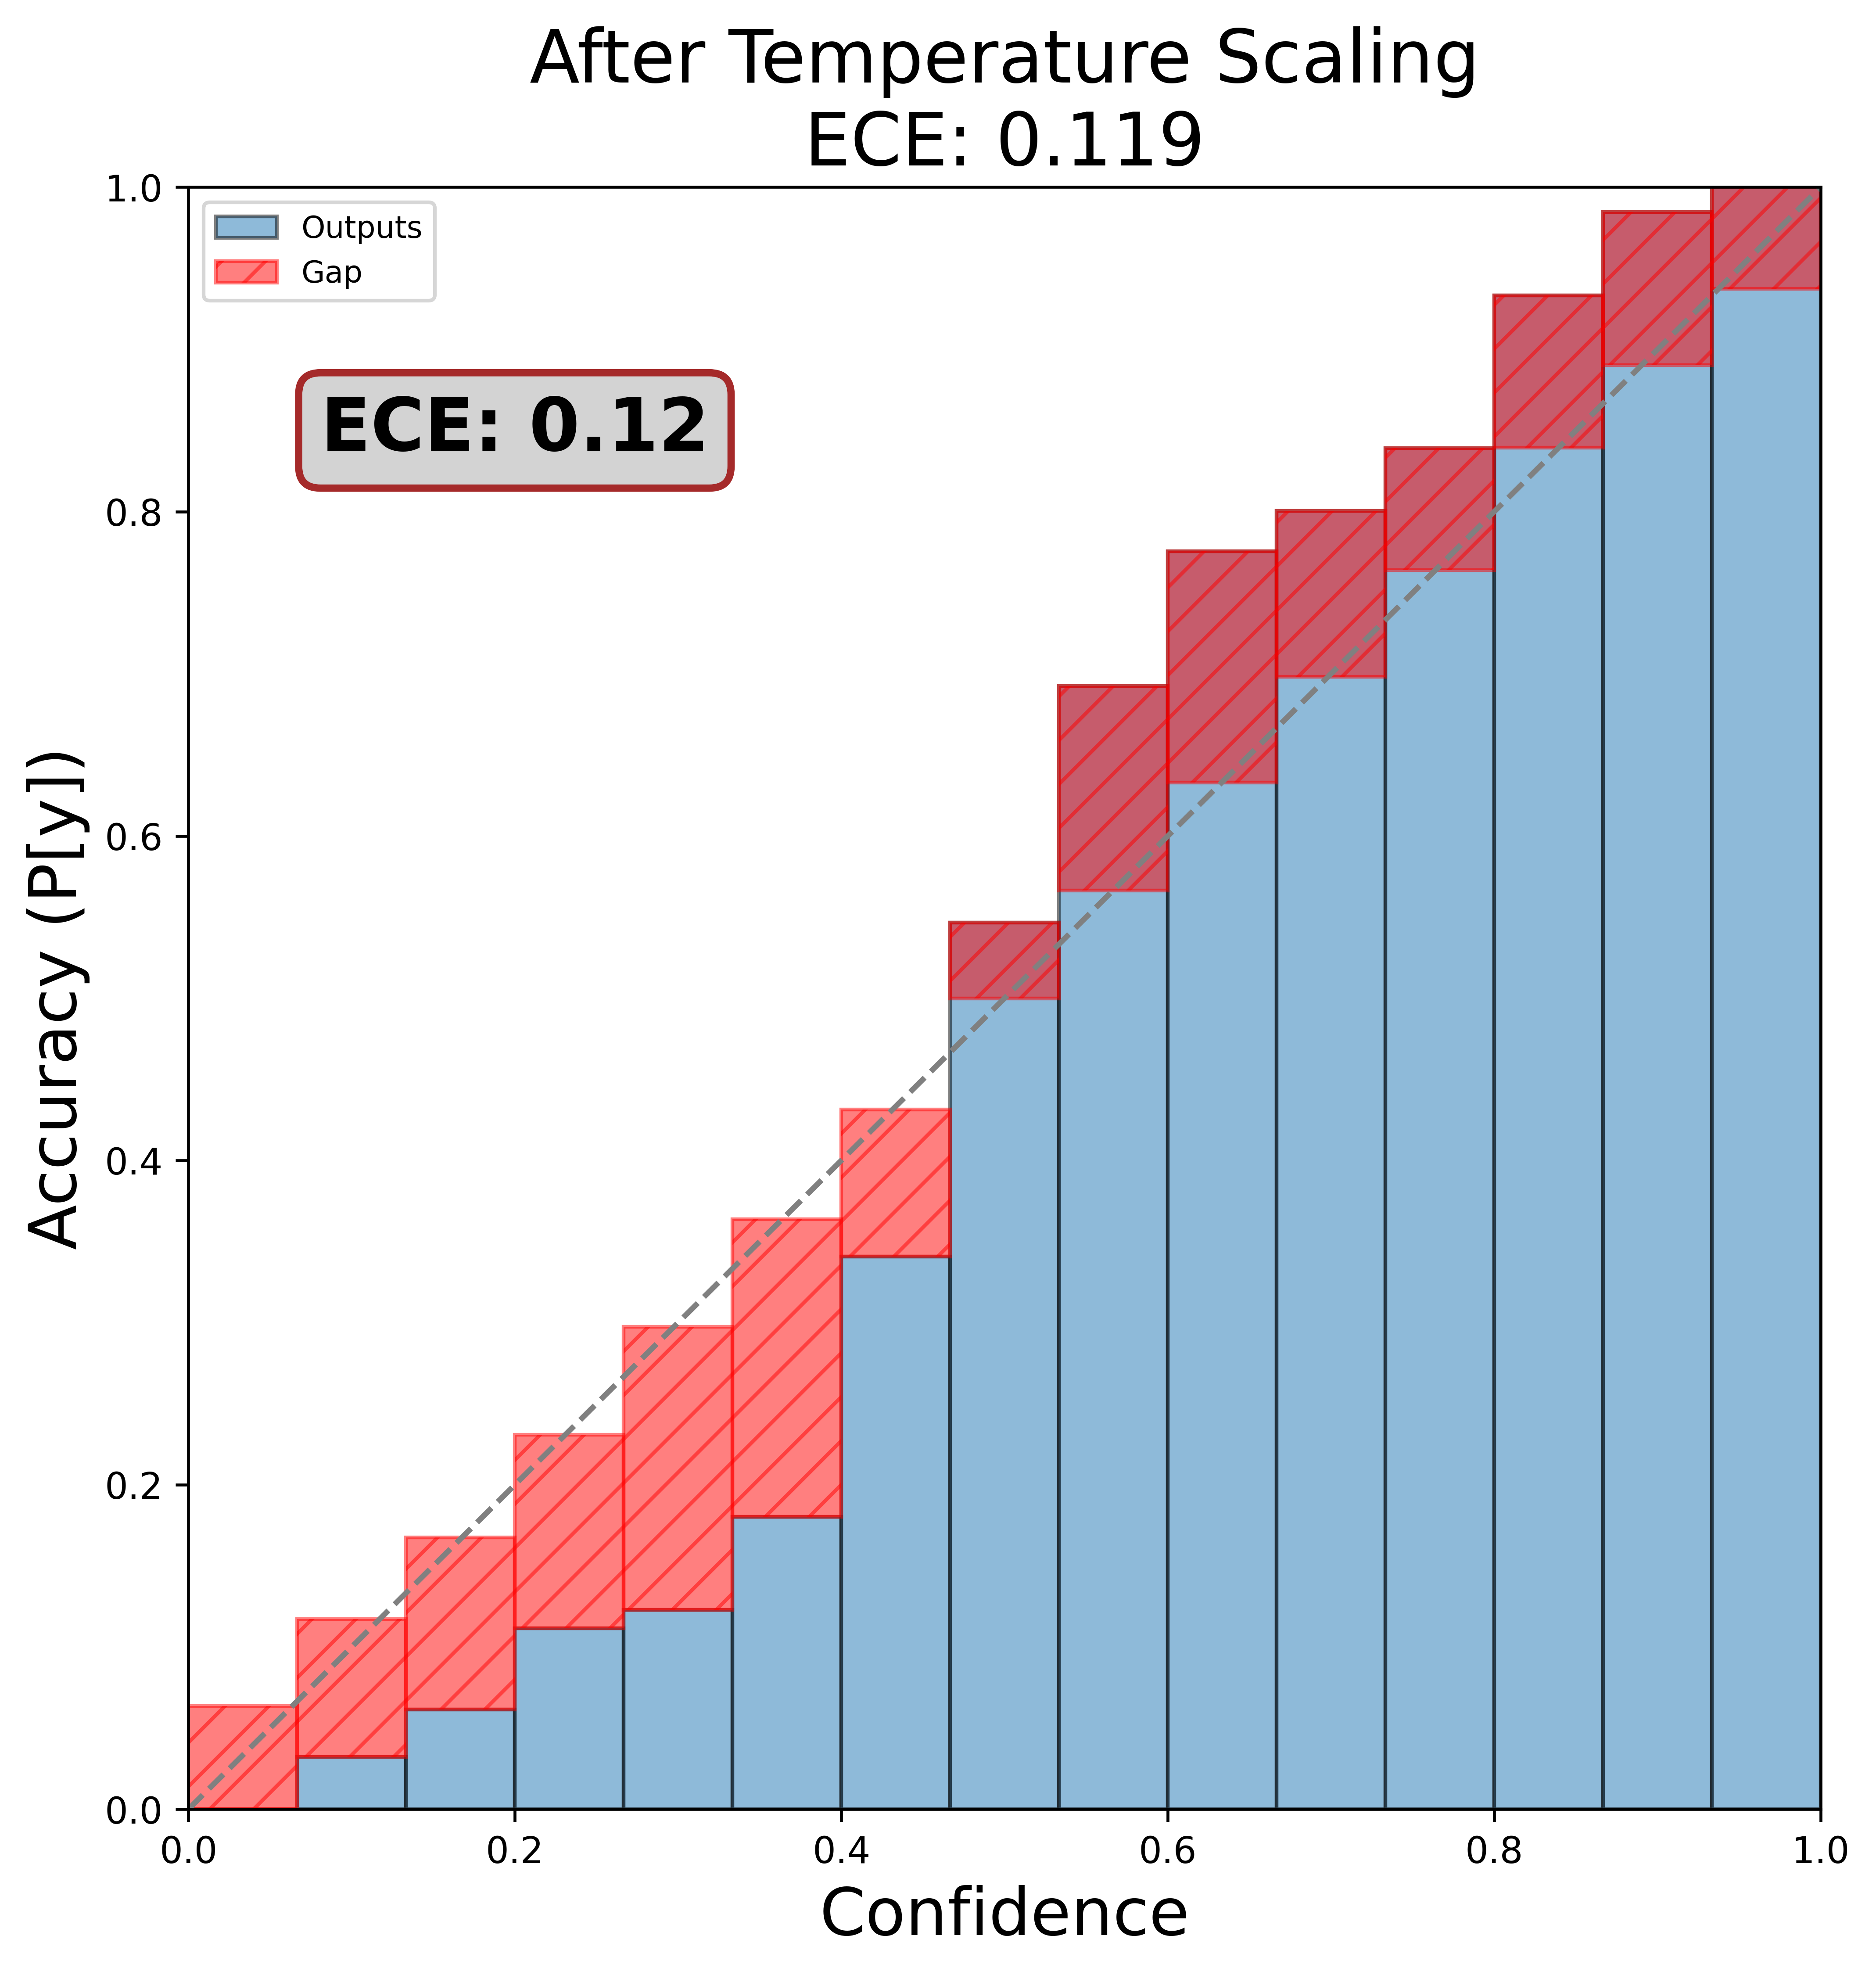 After Temperature Scaling
ECE: 0.119
1.0
0.8
0.6
0.4
0.2
0.0
Accuracy (P[y])
Outputs
Gap
ECE: 0.12
0.0 0.2 0.4 0.6 0.8 1.0
Confidence